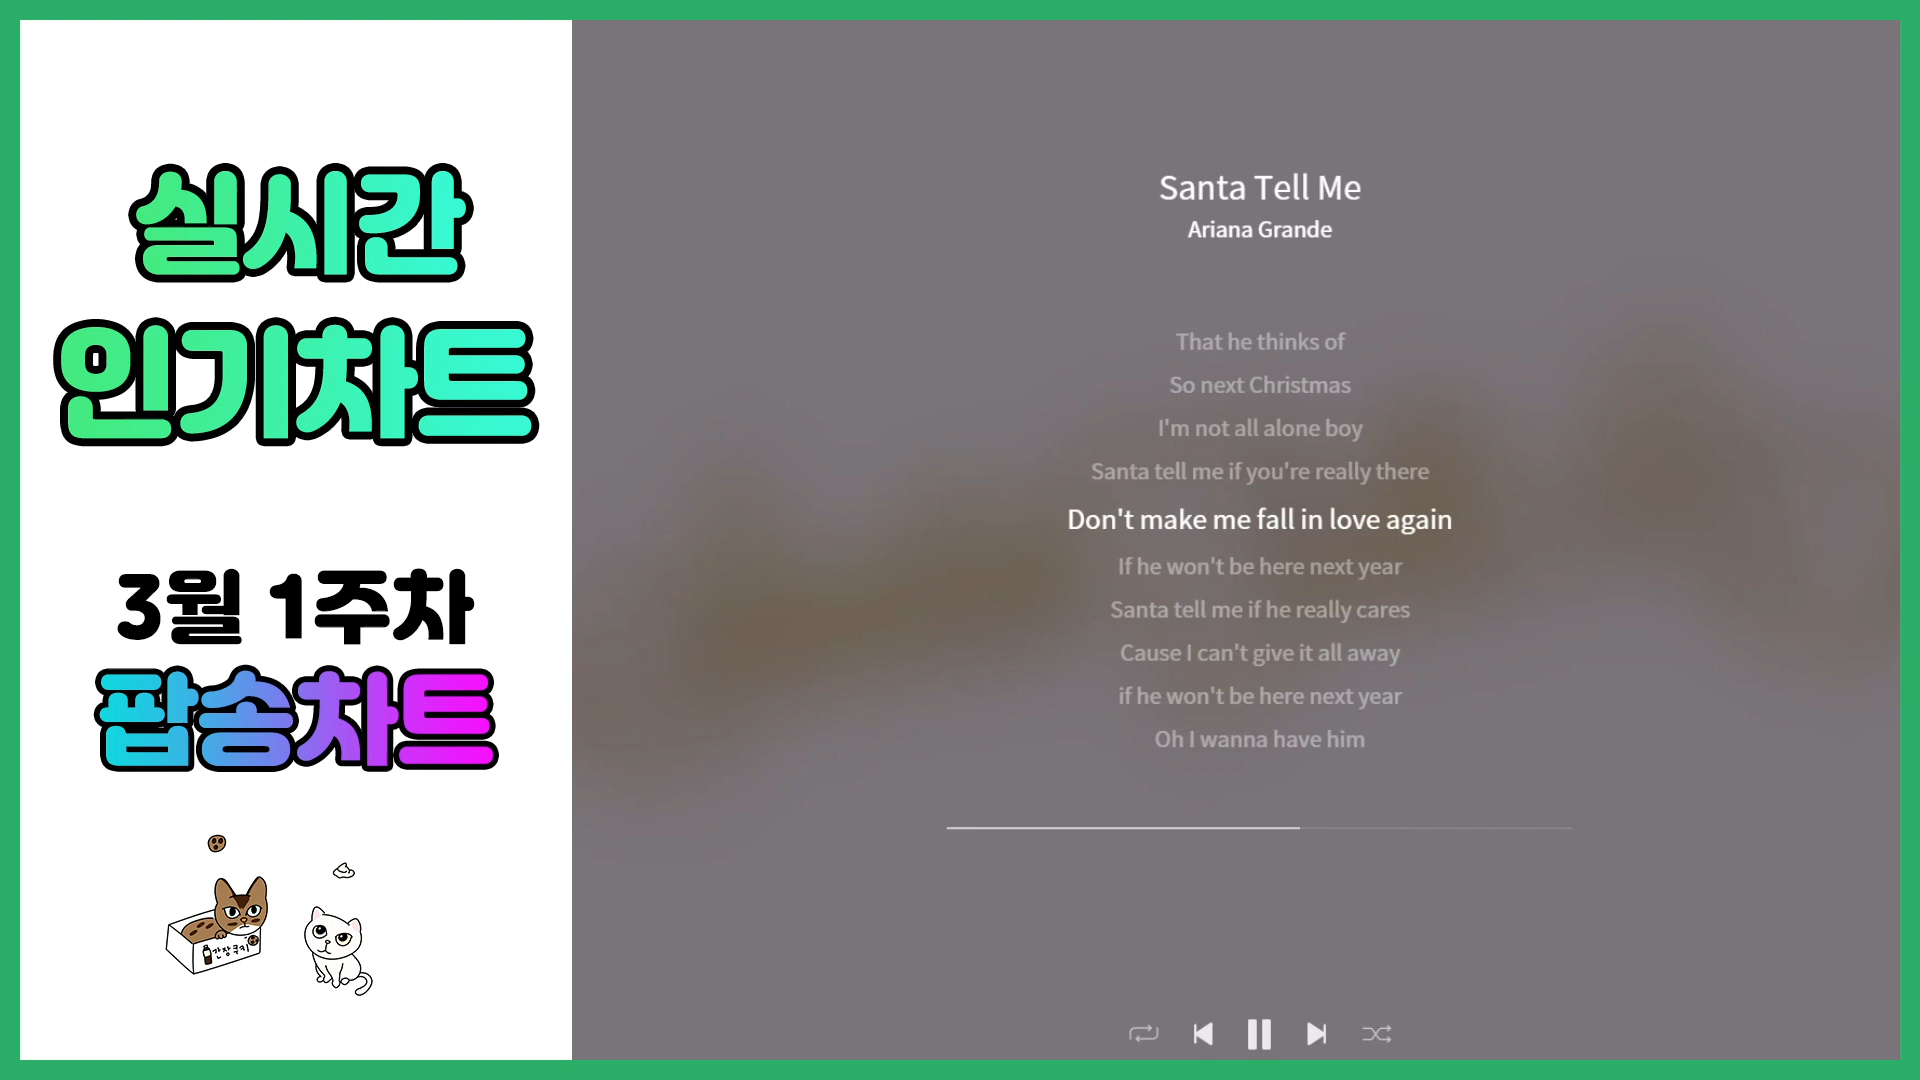 실시간
인기차트
3월 1주차
팝송차트
간장쿠키
Santa Tell Me
Ariana Grande
That he thinks of
So next Christmas
I'm not all alone boy
Santa tell me if you're really there
Don't make me fall in love again
If he won't be here next year
Santa tell me if he really cares
Cause I can't give it all away
if he won't be here next year
Oh I wanna have him